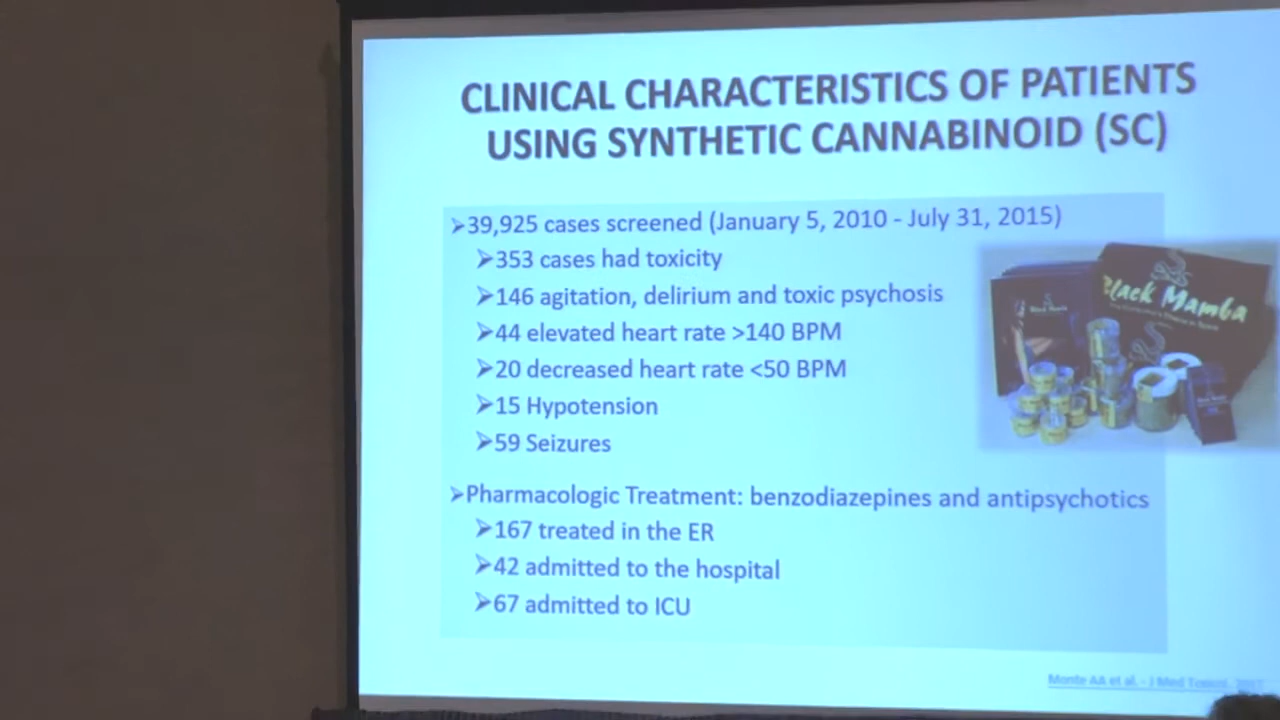 CLINICAL CHARACTERISTICS OF PATIENTS
USING SYNTHETIC CANNABINOID (SC)
➢39,925 cases screened (January 5, 2010 - July 31, 2015)
➢353 cases had toxicity
➢146 agitation, delirium and toxic psychosis
➢44 elevated heart rate >140 BPM
➢20 decreased heart rate <50 BPM
➢15 Hypotension
➢59 Seizures
Black Mamba
➢Pharmacologic Treatment: benzodiazepines and antipsychotics
➢167 treated in the ER
➢42 admitted to the hospital
➢67 admitted to ICU
Monte AA et al. - J Med Toxicol. 2017